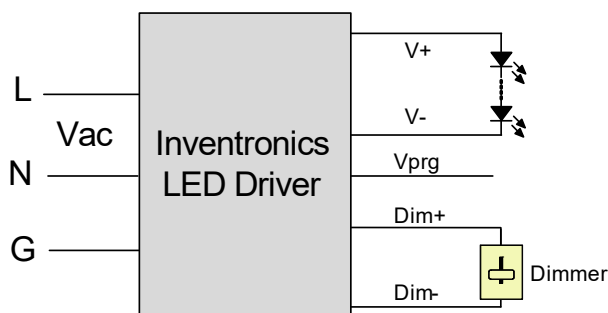 L
Vac
N
G
Inventronics
LED Driver
V+
V-
Vprg
Dim+
Dim-
Dimmer